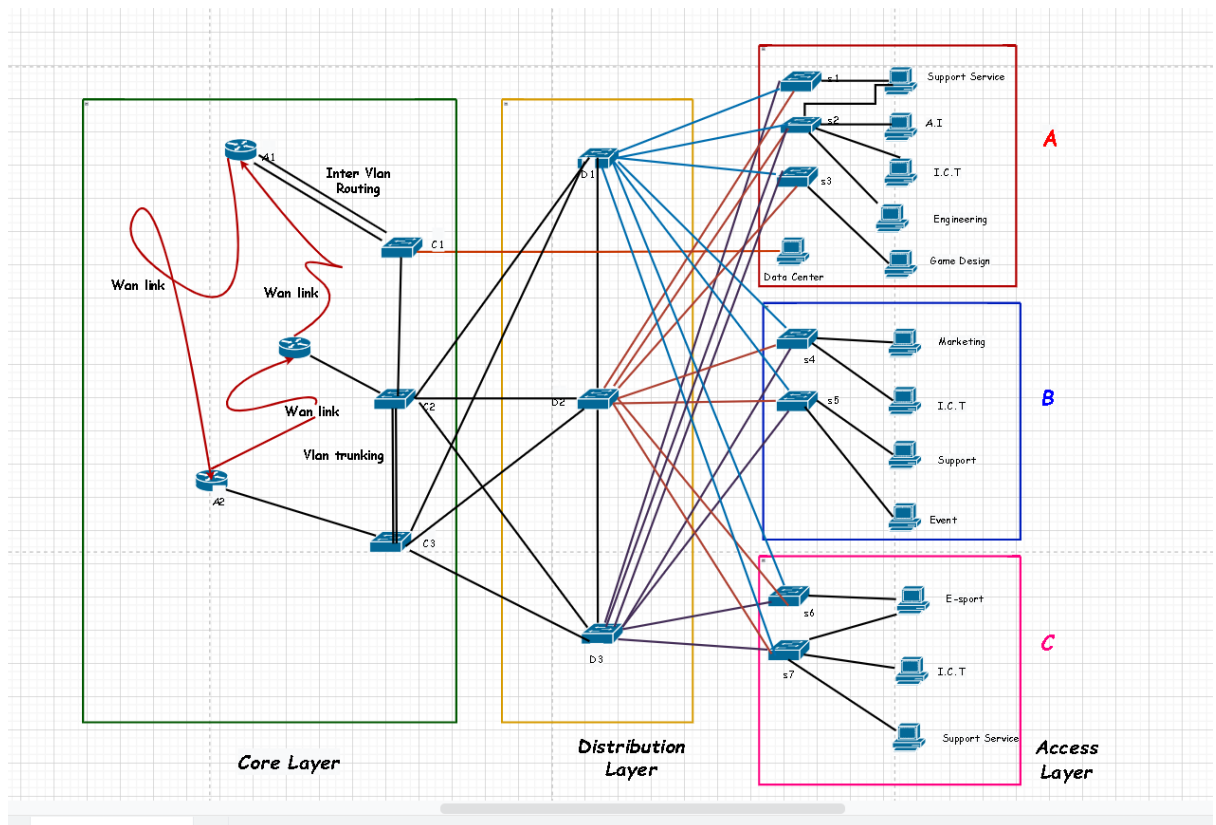 A1
Inter Vlan
Routing
C1
Wan link
Wan link
Wan link
C2
Vlan trunking
A2
C3
Core Layer
D1
D2
D3
Distribution
Layer
s1
Support Service
s2
A.I
I.C.T
s3
Engineering
Game Design
Data Center
A
Marketing
s4
I.C.T
s5
Support
Event
B
E-sport
s6
I.C.T
s7
Support Service
C
Access
Layer